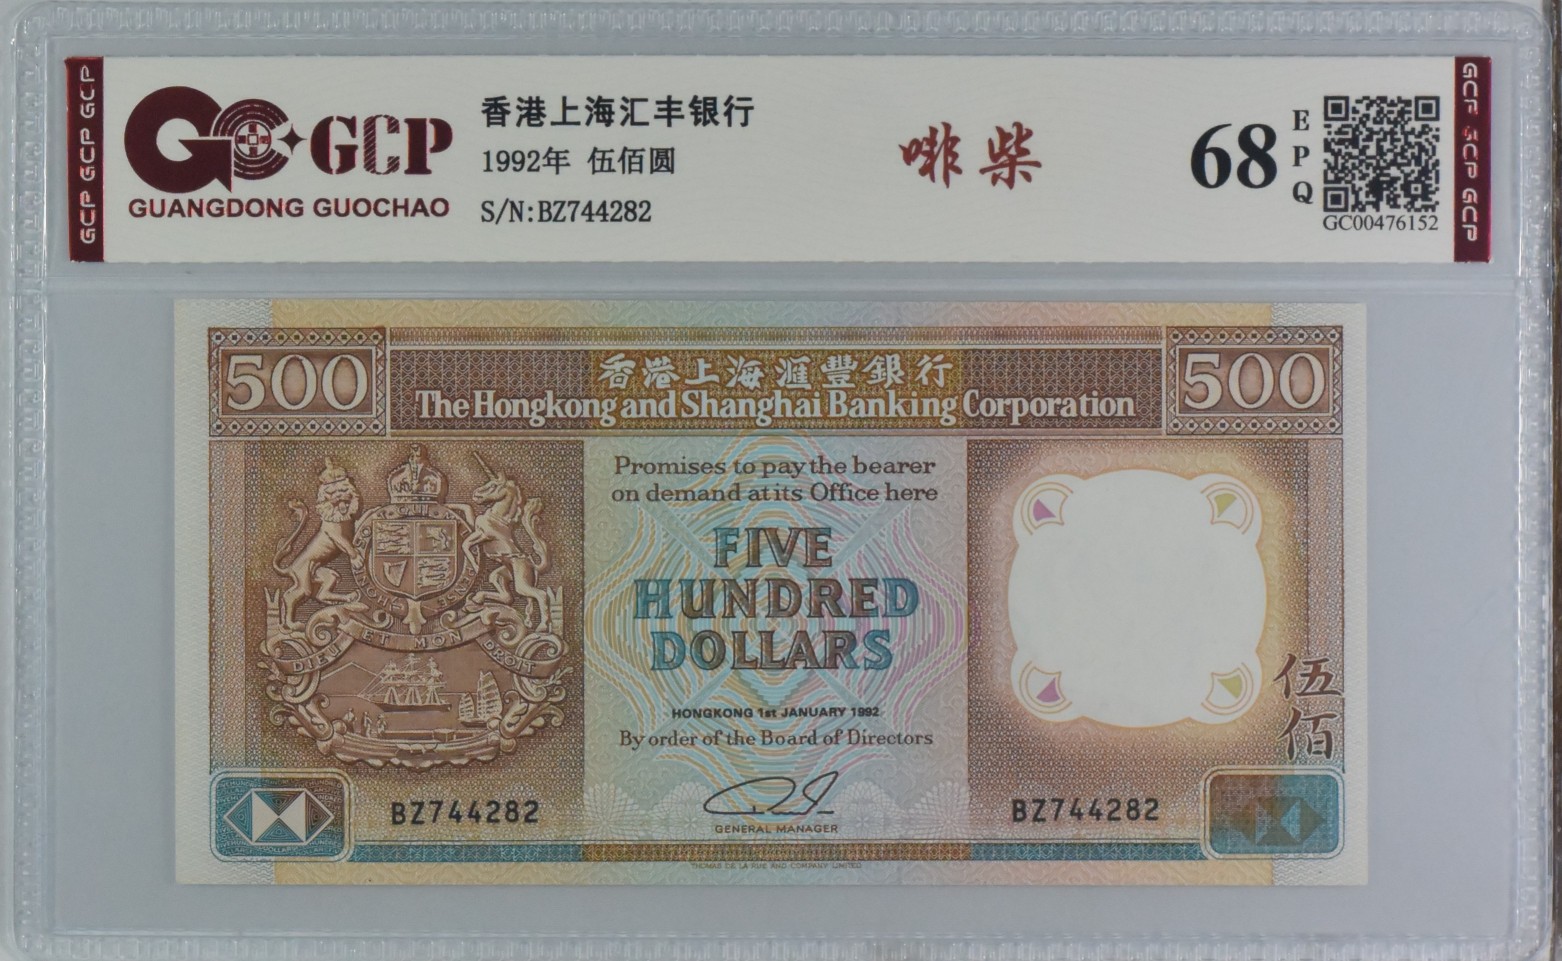 GCP GCP GCP
GCP
GUANGDONG GUOCHAO
香港上海汇丰银行
1992年 伍佰圆
S/N:BZ744282
啡柴
68
EPQ
GC00476152
GCP GCP GCP
500
香港上海滙豐銀行
500
The Hongkong and Shanghai Banking Corporation
Promises to pay the bearer
on demand at its Office here
FIVE
HUNDRED
DOLLARS
HONGKONG 1st JANUARY 1992
By order of the Board of Directors
DIEU ET MON DROIT
伍佰
BZ744282
GENERAL MANAGER
BZ744282
THOMAS DE LA RUE AND COMPANY LIMITED